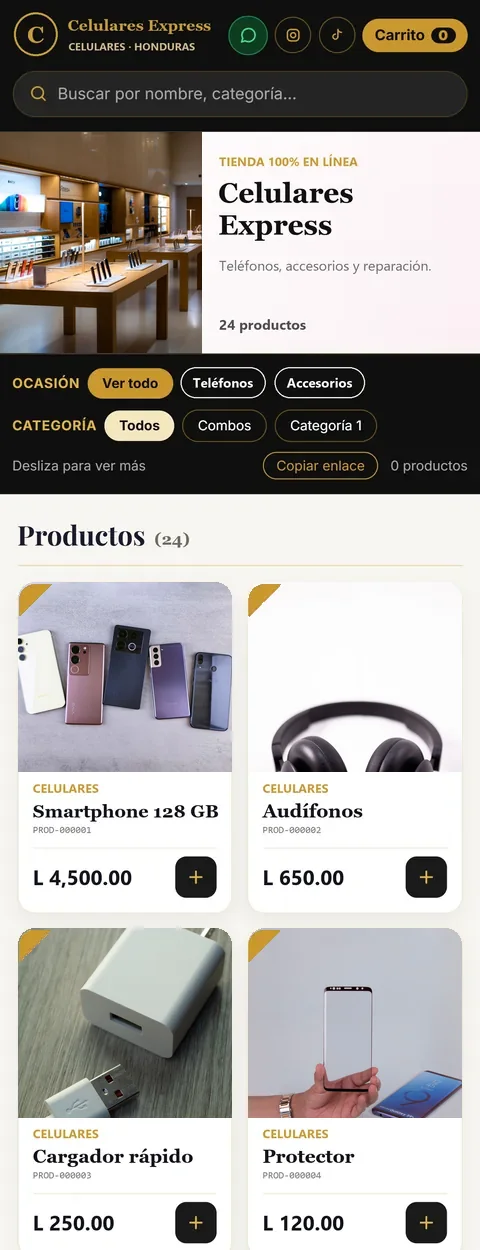 C
Celulares Express
CELULARES · HONDURAS
Carrito 0
Buscar por nombre, categoría...
TIENDA 100% EN LÍNEA
Celulares
Express
Teléfonos, accesorios y reparación.
24 productos
OCASIÓN Ver todo Teléfonos Accesorios
CATEGORÍA Todos Combos Categoría 1
Desliza para ver más Copiar enlace 0 productos
Productos (24)
CELULARES
Smartphone 128 GB
PROD-000001
L 4,500.00 +
CELULARES
Audífonos
PROD-000002
L 650.00 +
CELULARES
Cargador rápido
PROD-000003
L 250.00 +
CELULARES
Protector
PROD-000004
L 120.00 +